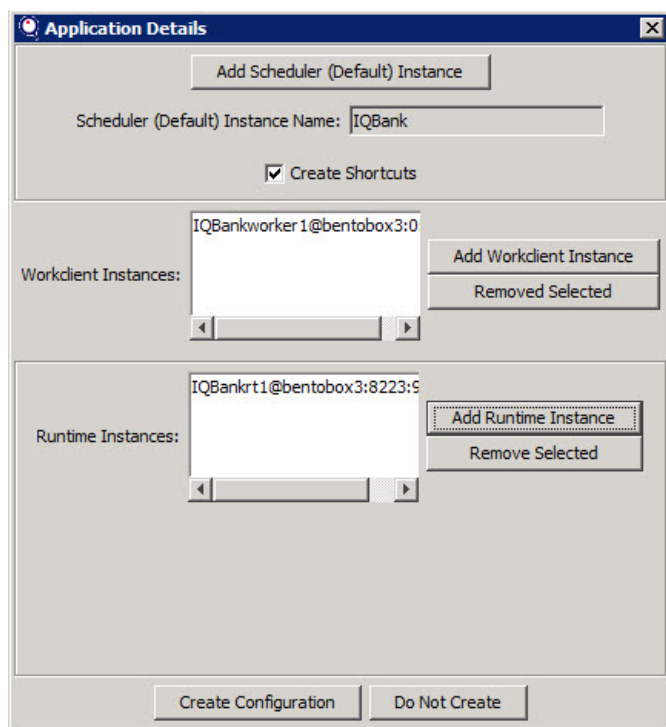 Application Details
Add Scheduler (Default) Instance
Scheduler (Default) Instance Name: IQBank
Create Shortcuts
IQBankworker1@bentobox3:0
Workclient Instances:
Add Workclient Instance
Removed Selected
IQBankrt1@bentobox3:8223:9
Runtime Instances:
Add Runtime Instance
Remove Selected
Create Configuration
Do Not Create